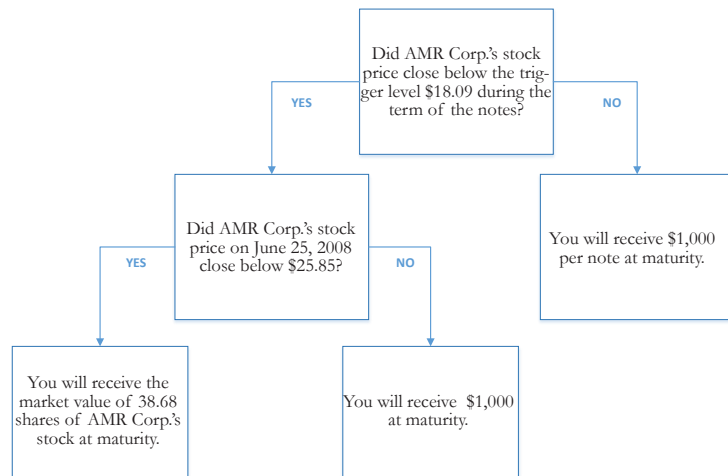 Did AMR Corp.'s stock
price close below the trig-
ger level $18.09 during the
term of the notes?
YES
NO
Did AMR Corp.'s stock
price on June 25, 2008
close below $25.85?
You will receive $1,000
per note at maturity.
YES
NO
You will receive the
market value of 38.68
shares of AMR Corp.'s
stock at maturity.
You will receive $1,000
at maturity.